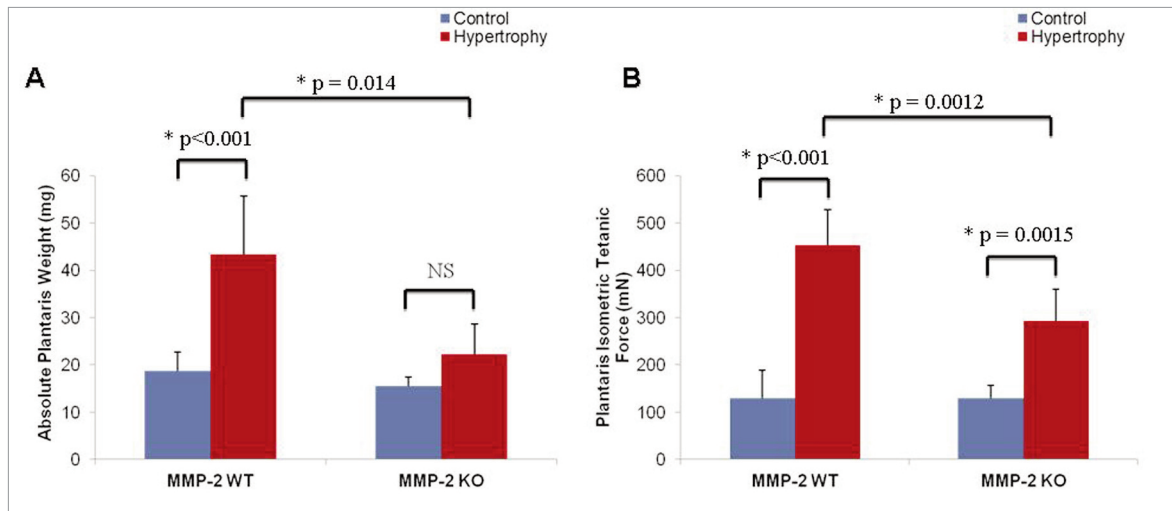 Control
Hypertrophy
A
* p = 0.014
* p<0.001
NS
Absolute Plantaris Weight (mg)
60
50
40
30
20
10
0
MMP-2 WT
MMP-2 KO
Control
Hypertrophy
B
* p = 0.0012
* p<0.001
* p = 0.0015
Plantaris Isometric Tetanic
Force (mN)
600
500
400
300
200
100
0
MMP-2 WT
MMP-2 KO